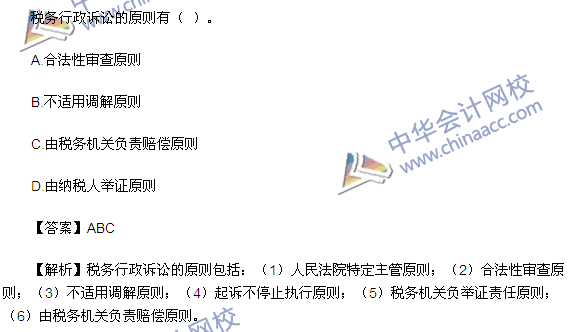 税务行政诉讼的原则有（ ）。
A.合法性审查原则
B.不适用调解原则
C.由税务机关负责赔偿原则
D.由纳税人举证原则
【答案】ABC
【解析】税务行政诉讼的原则包括：（1）人民法院特定主管原则；（2）合法性审查原
则；（3）不适用调解原则；（4）起诉不停止执行原则；（5）税务机关负举证责任原则；
（6）由税务机关负责赔偿原则。
中华会计网校
www.chinaacc.com